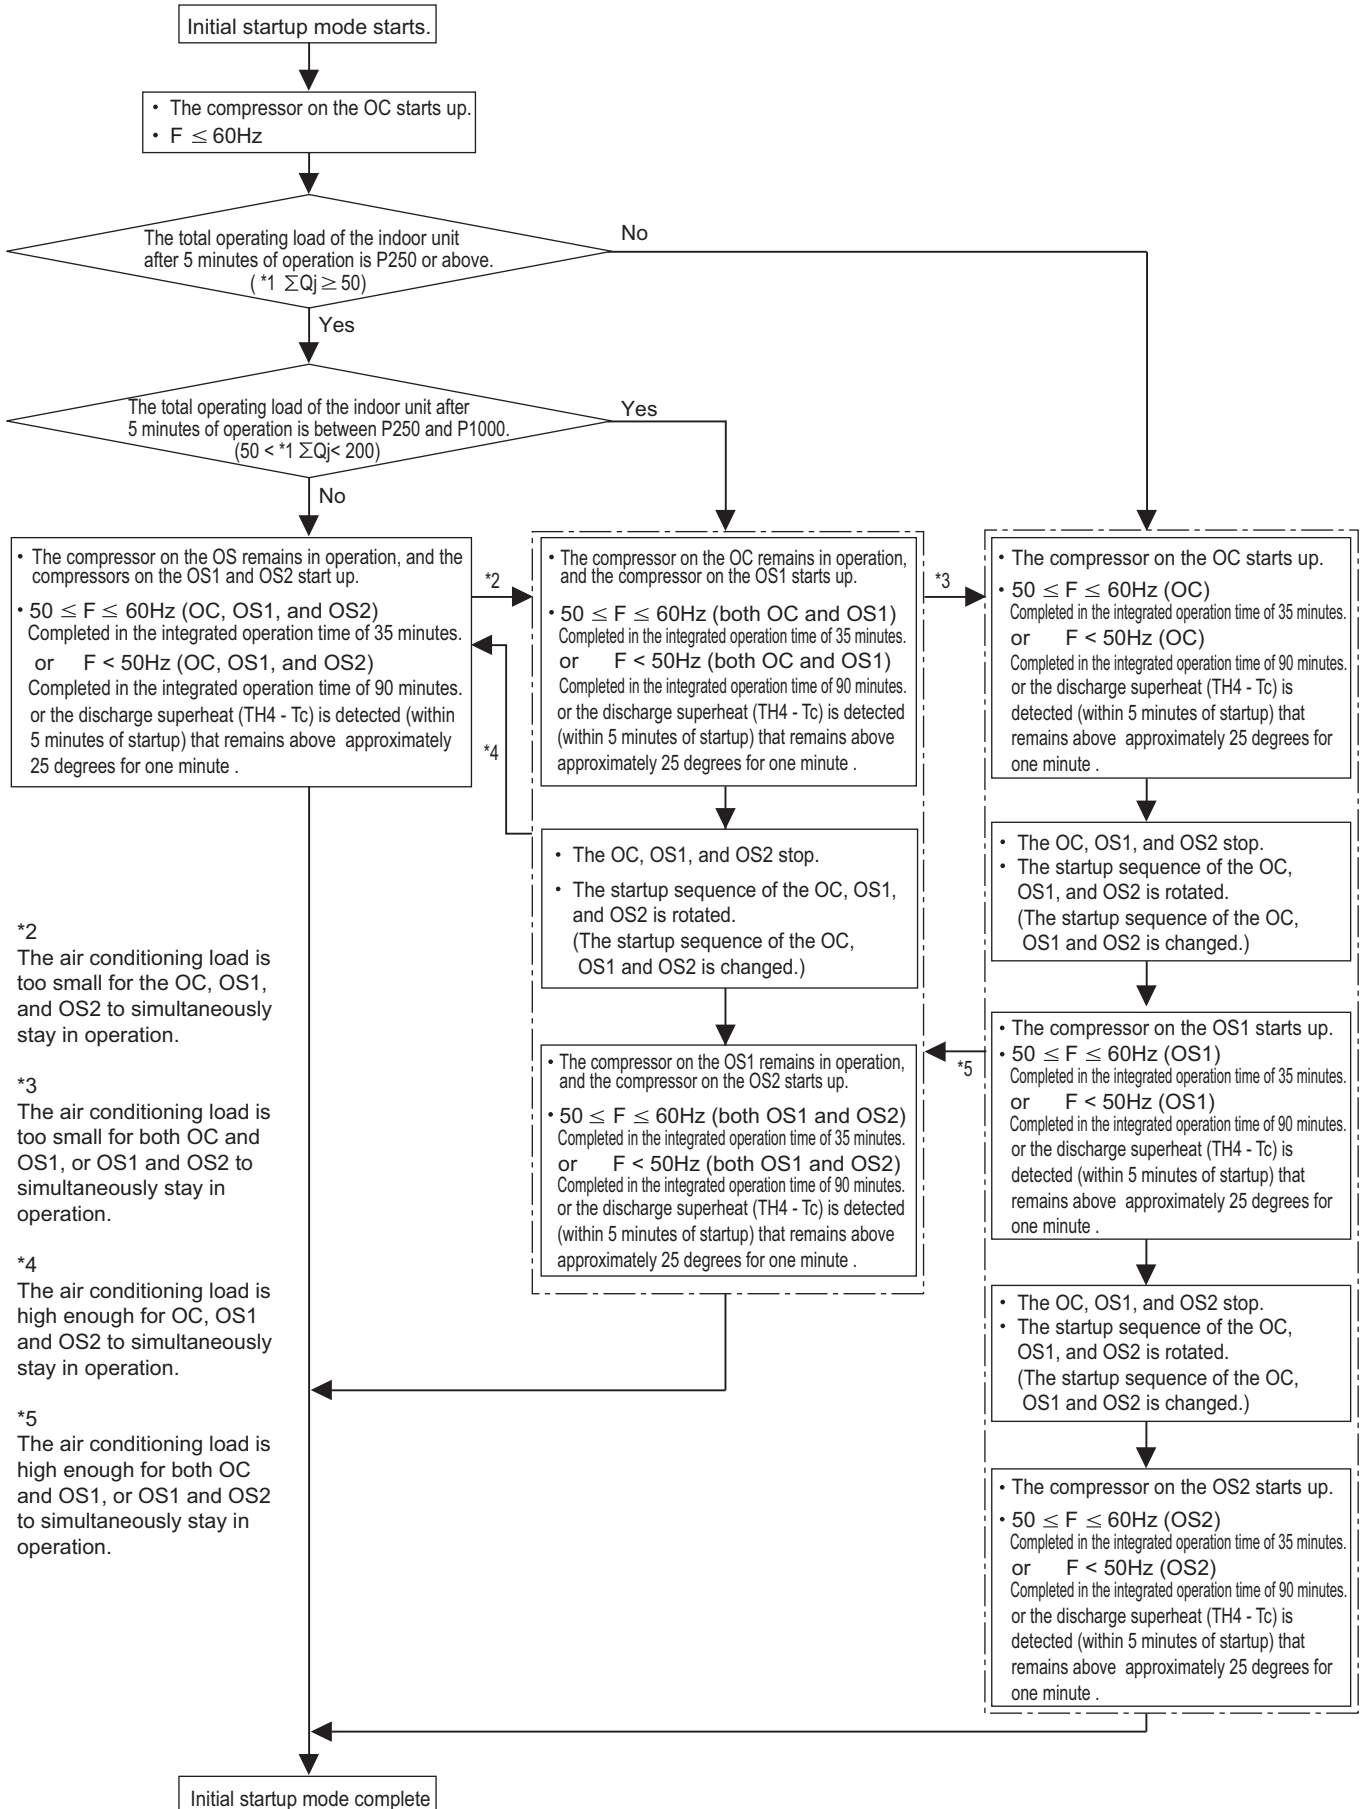 Initial startup mode starts.
• The compressor on the OC starts up.
• F ≤ 60Hz
The total operating load of the indoor unit
after 5 minutes of operation is P250 or above.
( *1 ΣQj ≥ 50)
No
Yes
The total operating load of the indoor unit after
5 minutes of operation is between P250 and P1000.
(50 < *1 ΣQj< 200)
Yes
No
• The compressor on the OS remains in operation, and the
compressors on the OS1 and OS2 start up.
• 50 ≤ F ≤ 60Hz (OC, OS1, and OS2)
Completed in the integrated operation time of 35 minutes.
or F < 50Hz (OC, OS1, and OS2)
Completed in the integrated operation time of 90 minutes.
or the discharge superheat (TH4 - Tc) is detected (within
5 minutes of startup) that remains above approximately
25 degrees for one minute .
*2
*4
• The compressor on the OC remains in operation,
and the compressor on the OS1 starts up.
• 50 ≤ F ≤ 60Hz (both OC and OS1)
Completed in the integrated operation time of 35 minutes.
or F < 50Hz (both OC and OS1)
Completed in the integrated operation time of 90 minutes.
or the discharge superheat (TH4 - Tc) is detected
(within 5 minutes of startup) that remains above
approximately 25 degrees for one minute .
*3
• The OC, OS1, and OS2 stop.
• The startup sequence of the OC, OS1,
and OS2 is rotated.
(The startup sequence of the OC,
OS1 and OS2 is changed.)
• The compressor on the OS1 remains in operation,
and the compressor on the OS2 starts up.
• 50 ≤ F ≤ 60Hz (both OS1 and OS2)
Completed in the integrated operation time of 35 minutes.
or F < 50Hz (both OS1 and OS2)
Completed in the integrated operation time of 90 minutes.
or the discharge superheat (TH4 - Tc) is detected
(within 5 minutes of startup) that remains above
approximately 25 degrees for one minute .
*5
• The compressor on the OC starts up.
• 50 ≤ F ≤ 60Hz (OC)
Completed in the integrated operation time of 35 minutes.
or F < 50Hz (OC)
Completed in the integrated operation time of 90 minutes.
or the discharge superheat (TH4 - Tc) is
detected (within 5 minutes of startup) that
remains above approximately 25 degrees for
one minute .
• The OC, OS1, and OS2 stop.
• The startup sequence of the OC,
OS1, and OS2 is rotated.
(The startup sequence of the OC,
OS1 and OS2 is changed.)
• The compressor on the OS1 starts up.
• 50 ≤ F ≤ 60Hz (OS1)
Completed in the integrated operation time of 35 minutes.
or F < 50Hz (OS1)
Completed in the integrated operation time of 90 minutes.
or the discharge superheat (TH4 - Tc) is
detected (within 5 minutes of startup) that
remains above approximately 25 degrees for
one minute .
• The OC, OS1, and OS2 stop.
• The startup sequence of the OC,
OS1, and OS2 is rotated.
(The startup sequence of the OC,
OS1 and OS2 is changed.)
• The compressor on the OS2 starts up.
• 50 ≤ F ≤ 60Hz (OS2)
Completed in the integrated operation time of 35 minutes.
or F < 50Hz (OS2)
Completed in the integrated operation time of 90 minutes.
or the discharge superheat (TH4 - Tc) is
detected (within 5 minutes of startup) that
remains above approximately 25 degrees for
one minute .
*2
The air conditioning load is
too small for the OC, OS1,
and OS2 to simultaneously
stay in operation.
*3
The air conditioning load is
too small for both OC and
OS1, or OS1 and OS2 to
simultaneously stay in
operation.
*4
The air conditioning load is
high enough for OC, OS1
and OS2 to simultaneously
stay in operation.
*5
The air conditioning load is
high enough for both OC
and OS1, or OS1 and OS2
to simultaneously stay in
operation.
Initial startup mode complete